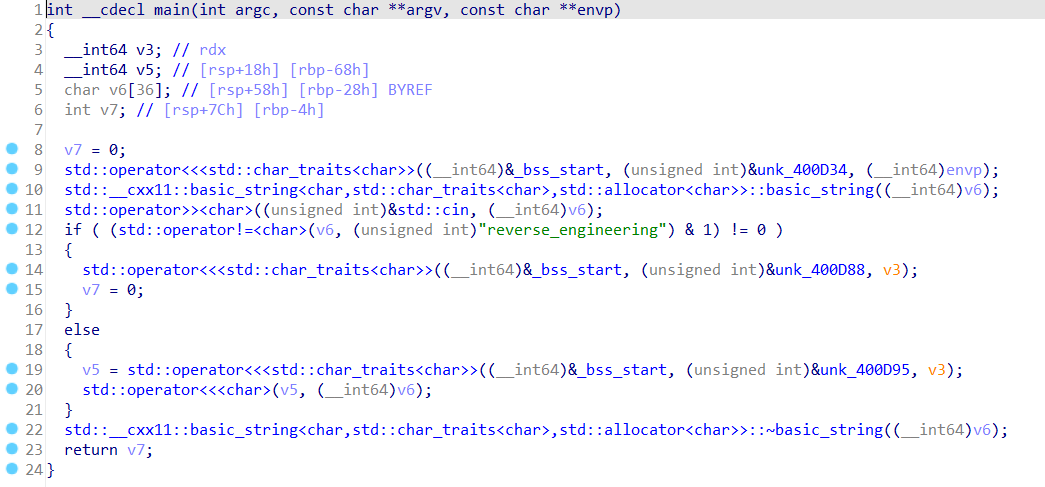 1 int __cdecl main(int argc, const char **argv, const char **envp)
2 {
3 __int64 v3; // rdx
4 __int64 v5; // [rsp+18h] [rbp-68h]
5 char v6[36]; // [rsp+58h] [rbp-28h] BYREF
6 int v7; // [rsp+7Ch] [rbp-4h]
7
8 v7 = 0;
9 std::operator<<<std::char_traits<char>>((__int64)&_bss_start, (unsigned int)&unk_400D34, (__int64)envp);
10 std::__cxx11::basic_string<char,std::char_traits<char>,std::allocator<char>>::basic_string((__int64)v6);
11 std::operator>><char>((unsigned int)&std::cin, (__int64)v6);
12 if ( (std::operator!=<char>(v6, (unsigned int)"reverse_engineering") & 1) != 0 )
13 {
14 std::operator<<<std::char_traits<char>>((__int64)&_bss_start, (unsigned int)&unk_400D88, v3);
15 v7 = 0;
16 }
17 else
18 {
19 v5 = std::operator<<<std::char_traits<char>>((__int64)&_bss_start, (unsigned int)&unk_400D95, v3);
20 std::operator<<<char>(v5, (__int64)v6);
21 }
22 std::__cxx11::basic_string<char,std::char_traits<char>,std::allocator<char>>::~basic_string((__int64)v6);
23 return v7;
24 }